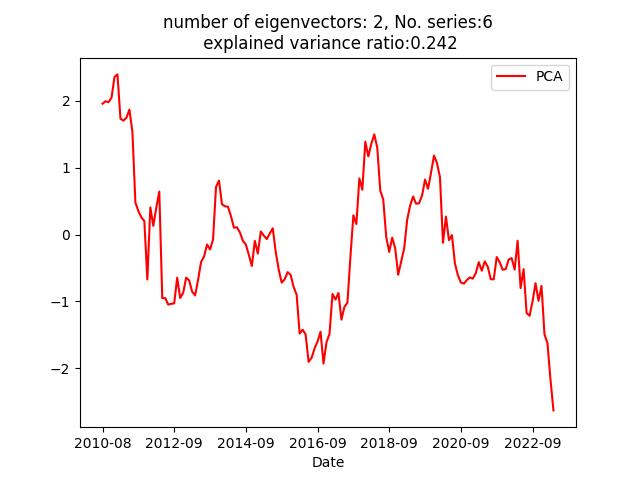 number of eigenvectors: 2, No. series:6
explained variance ratio:0.242
PCA
2
1
0
−1
−2
2010-08 2012-09 2014-09 2016-09 2018-09 2020-09 2022-09
Date